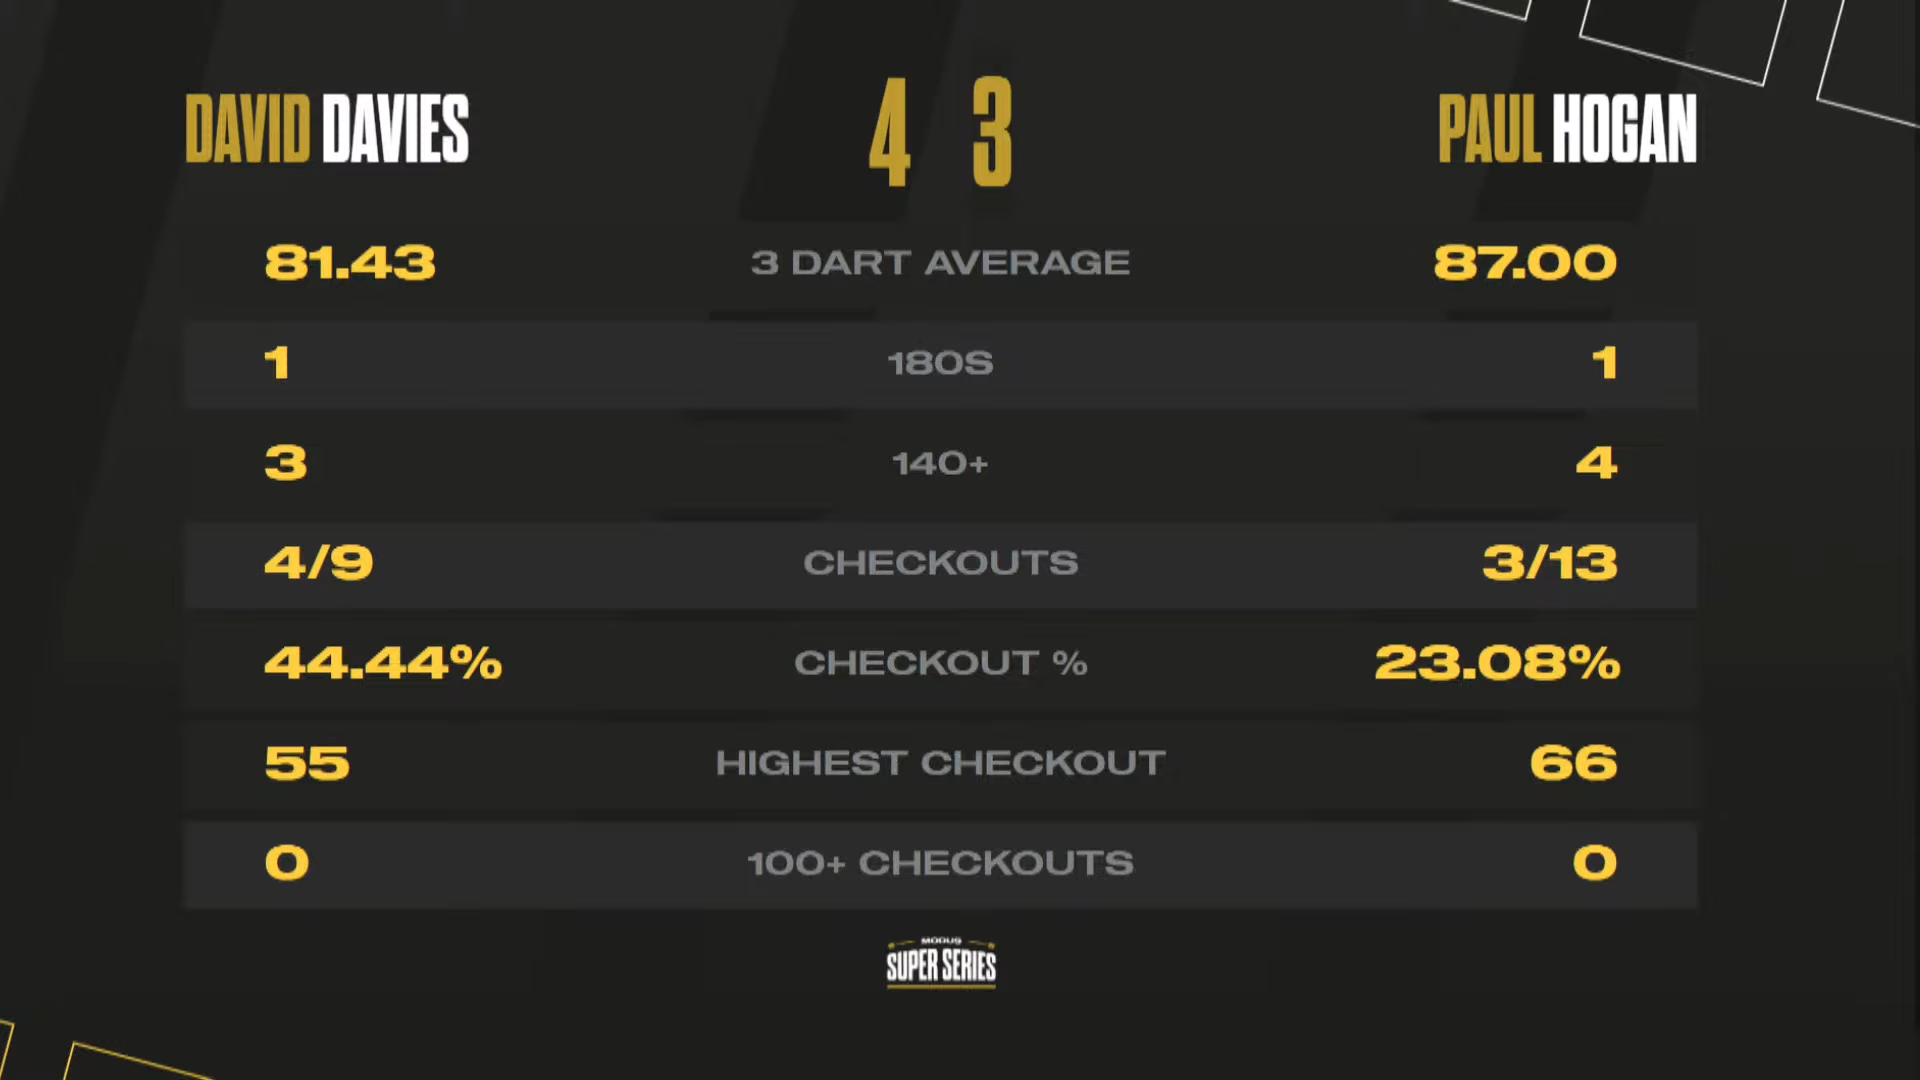 DAVID DAVIES 4 3 PAUL HOGAN
81.43 3 DART AVERAGE 87.00
1 180S 1
3 140+ 4
4/9 CHECKOUTS 3/13
44.44% CHECKOUT % 23.08%
55 HIGHEST CHECKOUT 66
0 100+ CHECKOUTS 0
MODUS
SUPER SERIES